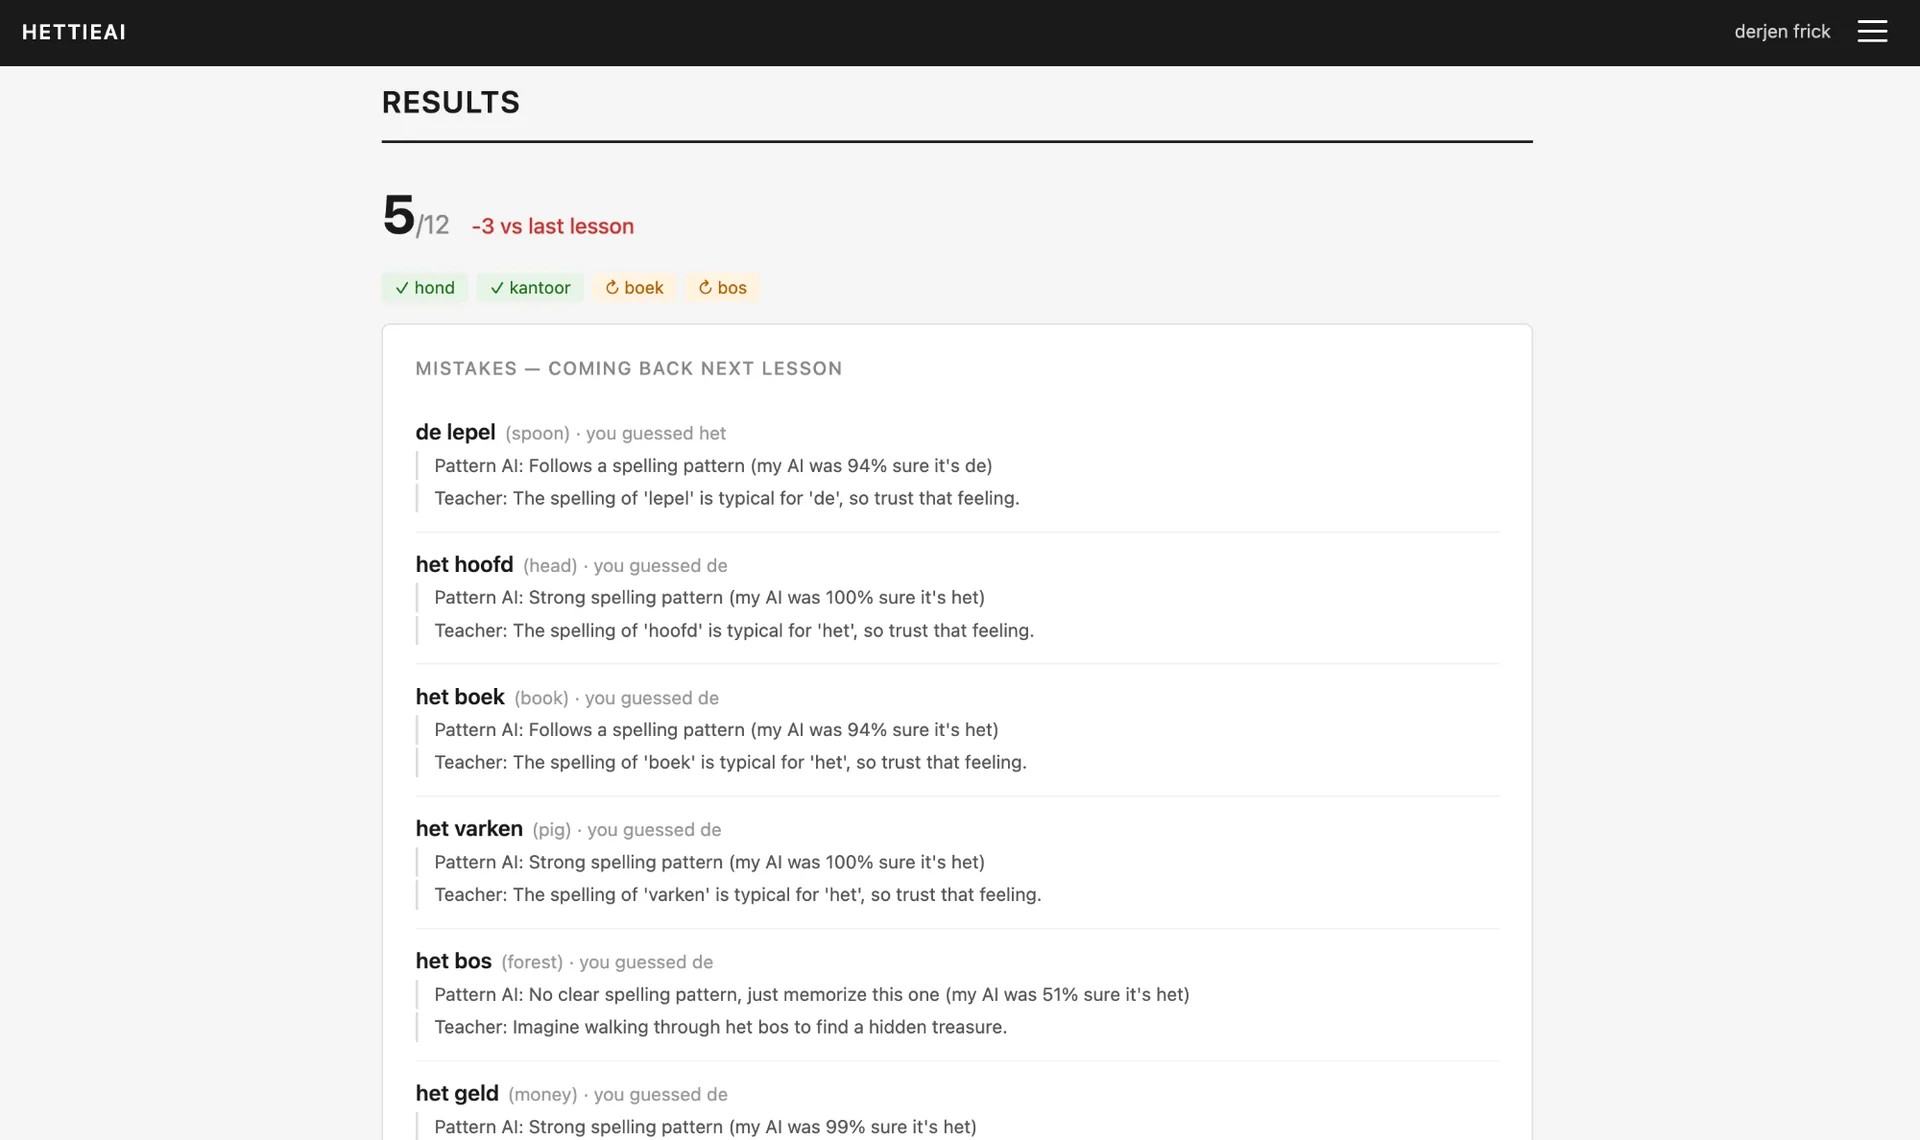 HETTIEAI
derjen frick
RESULTS
5/12 -3 vs last lesson
✓ hond ✓ kantoor ↻ boek ↻ bos
MISTAKES — COMING BACK NEXT LESSON
de lepel (spoon) · you guessed het
Pattern AI: Follows a spelling pattern (my AI was 94% sure it's de)
Teacher: The spelling of 'lepel' is typical for 'de', so trust that feeling.
het hoofd (head) · you guessed de
Pattern AI: Strong spelling pattern (my AI was 100% sure it's het)
Teacher: The spelling of 'hoofd' is typical for 'het', so trust that feeling.
het boek (book) · you guessed de
Pattern AI: Follows a spelling pattern (my AI was 94% sure it's het)
Teacher: The spelling of 'boek' is typical for 'het', so trust that feeling.
het varken (pig) · you guessed de
Pattern AI: Strong spelling pattern (my AI was 100% sure it's het)
Teacher: The spelling of 'varken' is typical for 'het', so trust that feeling.
het bos (forest) · you guessed de
Pattern AI: No clear spelling pattern, just memorize this one (my AI was 51% sure it's het)
Teacher: Imagine walking through het bos to find a hidden treasure.
het geld (money) · you guessed de
Pattern AI: Strong spelling pattern (my AI was 99% sure it's het)